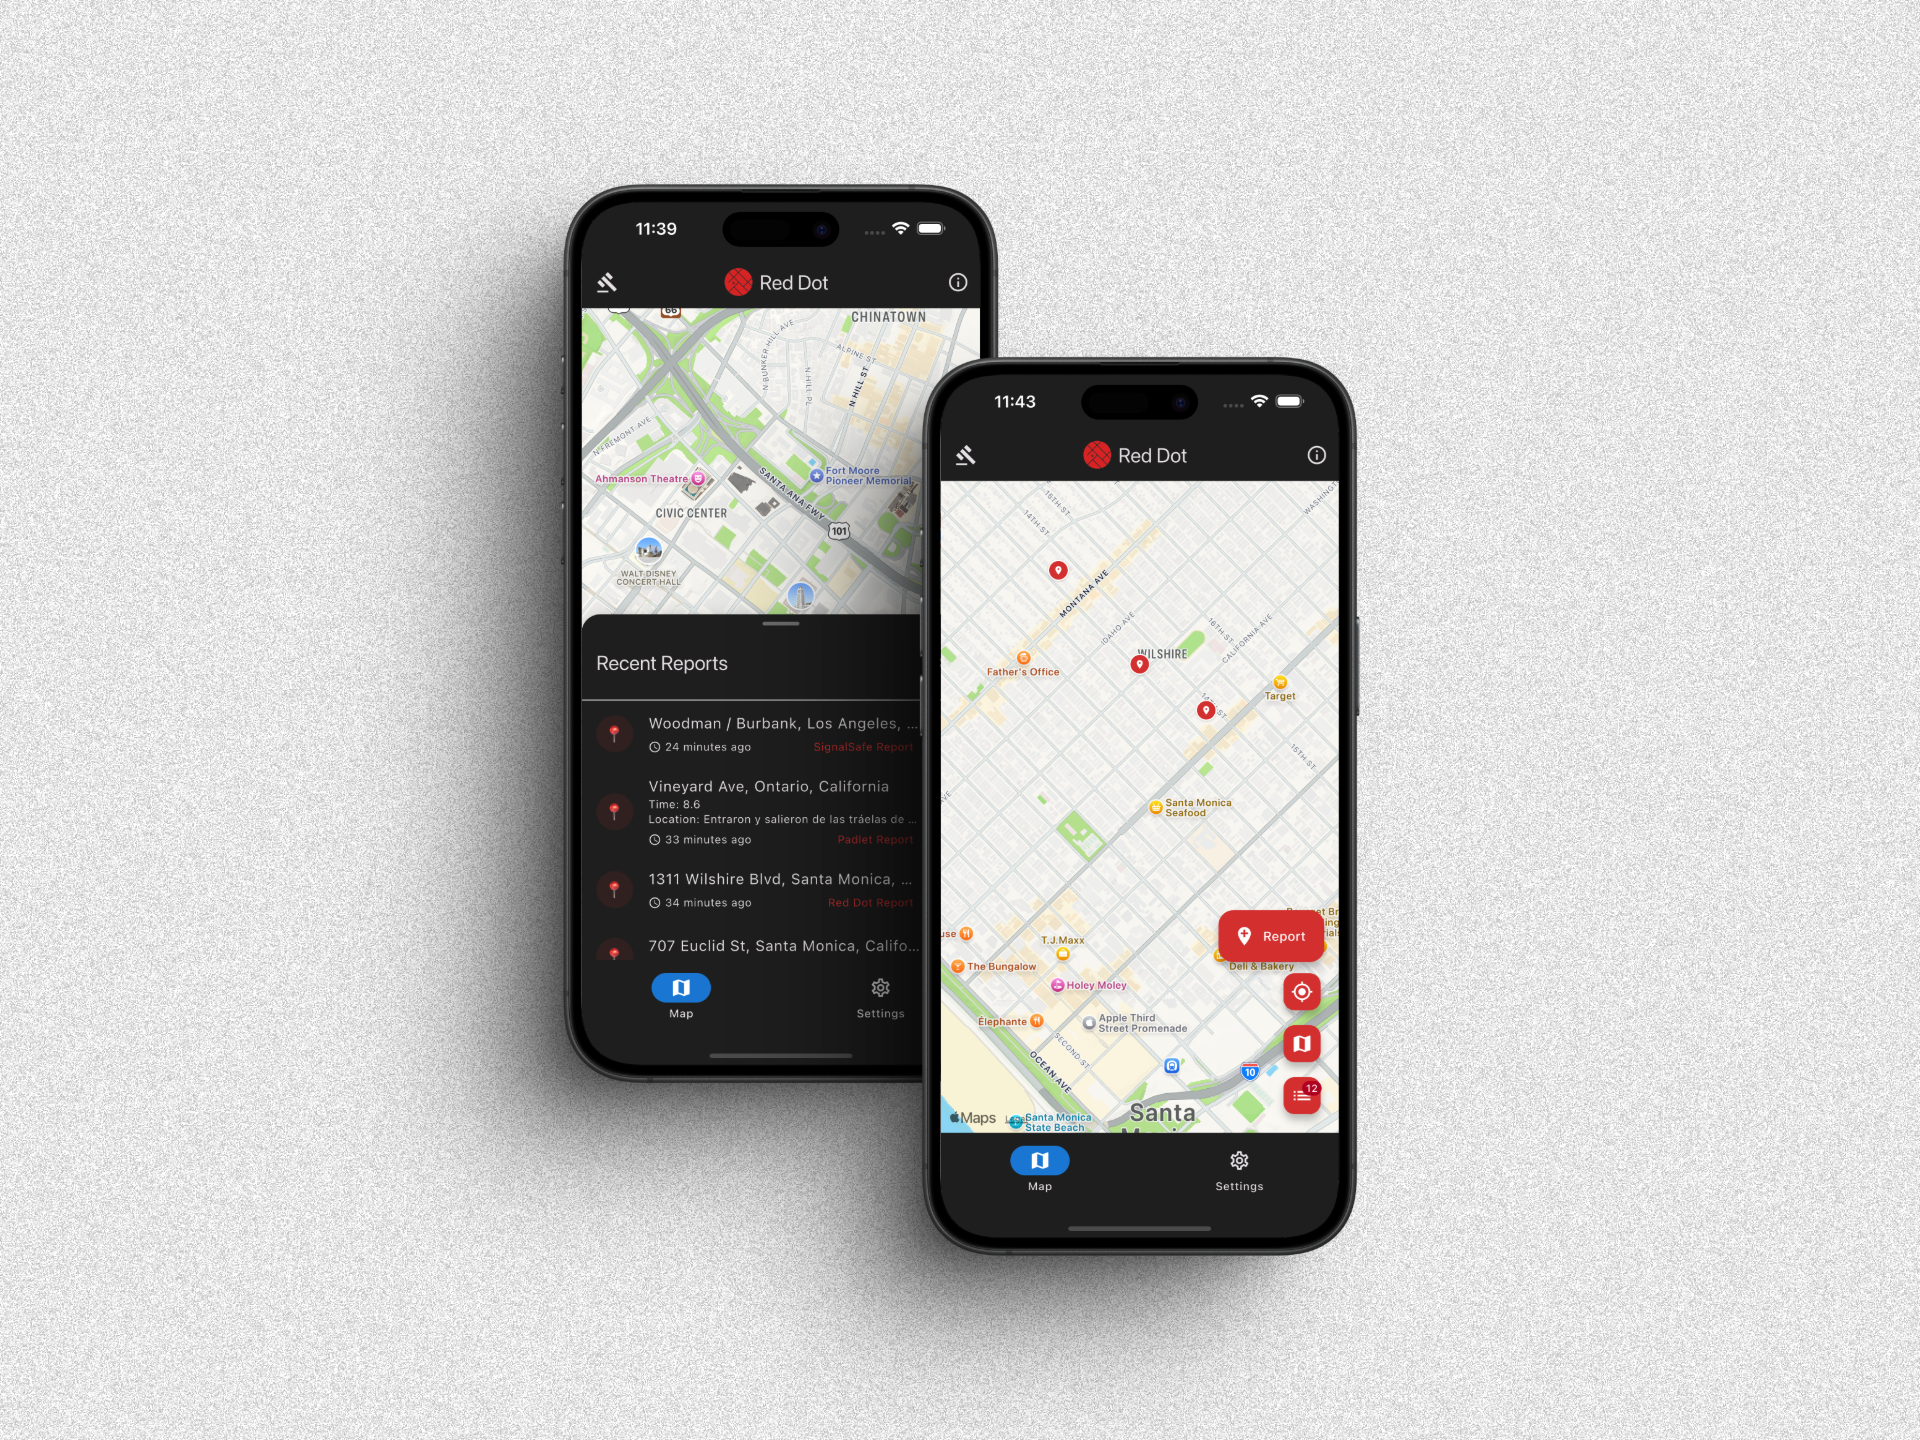 11:39
Red Dot
66
CHINATOWN
N BUNKER HILL AVE
ALPINE ST
N HILL PL
N HILL ST
N FREMONT AVE
Ahmanson Theatre
Fort Moore
Pioneer Memorial
SANTA ANA FWY
CIVIC CENTER
101
WALT DISNEY
CONCERT HALL
Recent Reports
Woodman / Burbank, Los Angeles, ...
24 minutes ago
SignalSafe Report
Vineyard Ave, Ontario, California
Time: 8.6
Location: Entraron y salieron de las tráelas de ...
33 minutes ago
Padlet Report
1311 Wilshire Blvd, Santa Monica, ...
34 minutes ago
Red Dot Report
707 Euclid St, Santa Monica, Califo...
Map
Settings
11:43
Red Dot
16TH ST
14TH ST
MONTANA AVE
IDAHO AVE
16TH ST
CALIFORNIA AVE
WILSHIRE
Father's Office
Target
15TH ST
Santa Monica
Seafood
Report
T.J.Maxx
Deli & Bakery
The Bungalow
Holey Moley
Élephante
Apple Third
Street Promenade
SECOND ST
OCEAN AVE
10
12
Maps
Santa Monica
State Beach
Santa
Map
Settings